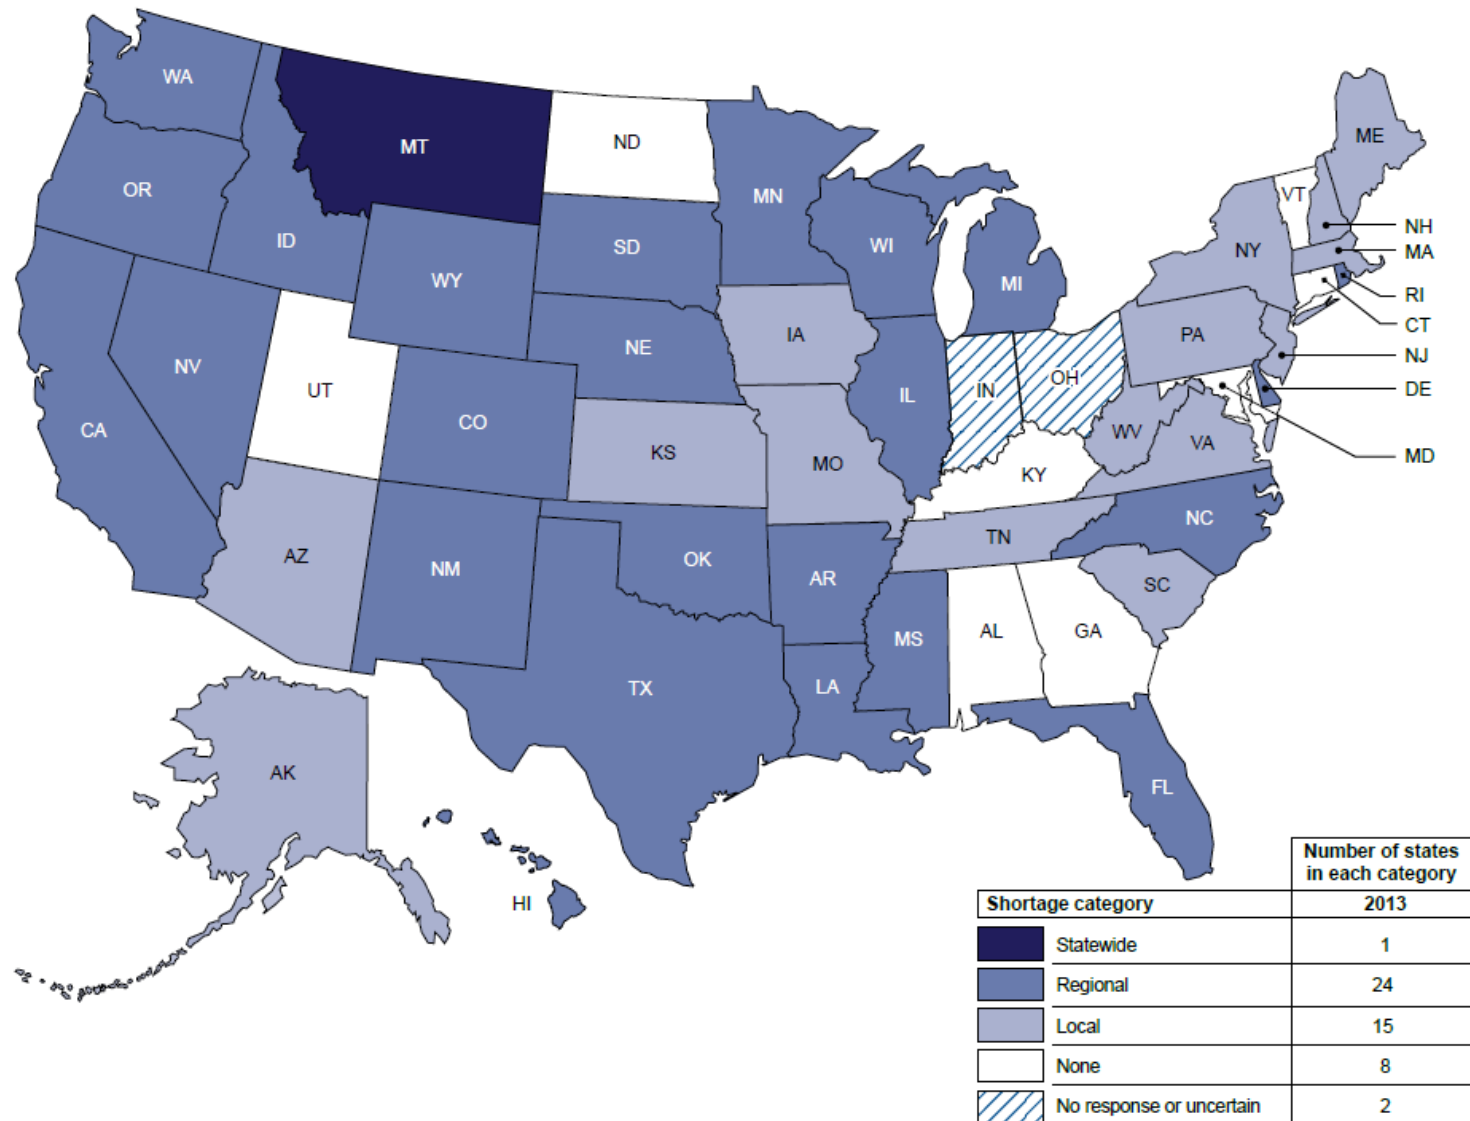 WA
ME
MT
ND
OR
MN
VT
NH
ID
SD
WI
NY
MA
WY
MI
RI
CT
NE
IA
PA
NJ
NV
UT
IL
IN
OH
DE
CA
CO
KS
MO
WV
VA
MD
KY
AZ
NM
OK
AR
TN
NC
SC
MS
AL
GA
TX
LA
AK
FL
HI
Number of states
in each category
Shortage category 2013
Statewide 1
Regional 24
Local 15
None 8
No response or uncertain 2